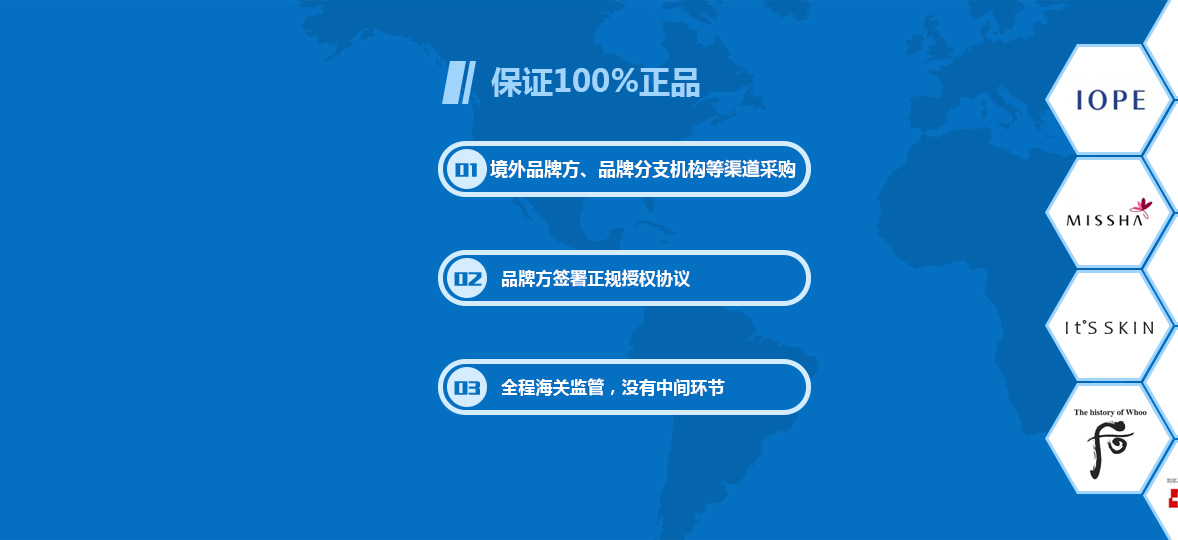 保证100%正品
01 境外品牌方、品牌分支机构等渠道采购
02 品牌方签署正规授权协议
03 全程海关监管，没有中间环节
IOPE
MISSHA
It'S SKIN
The history of Whoo